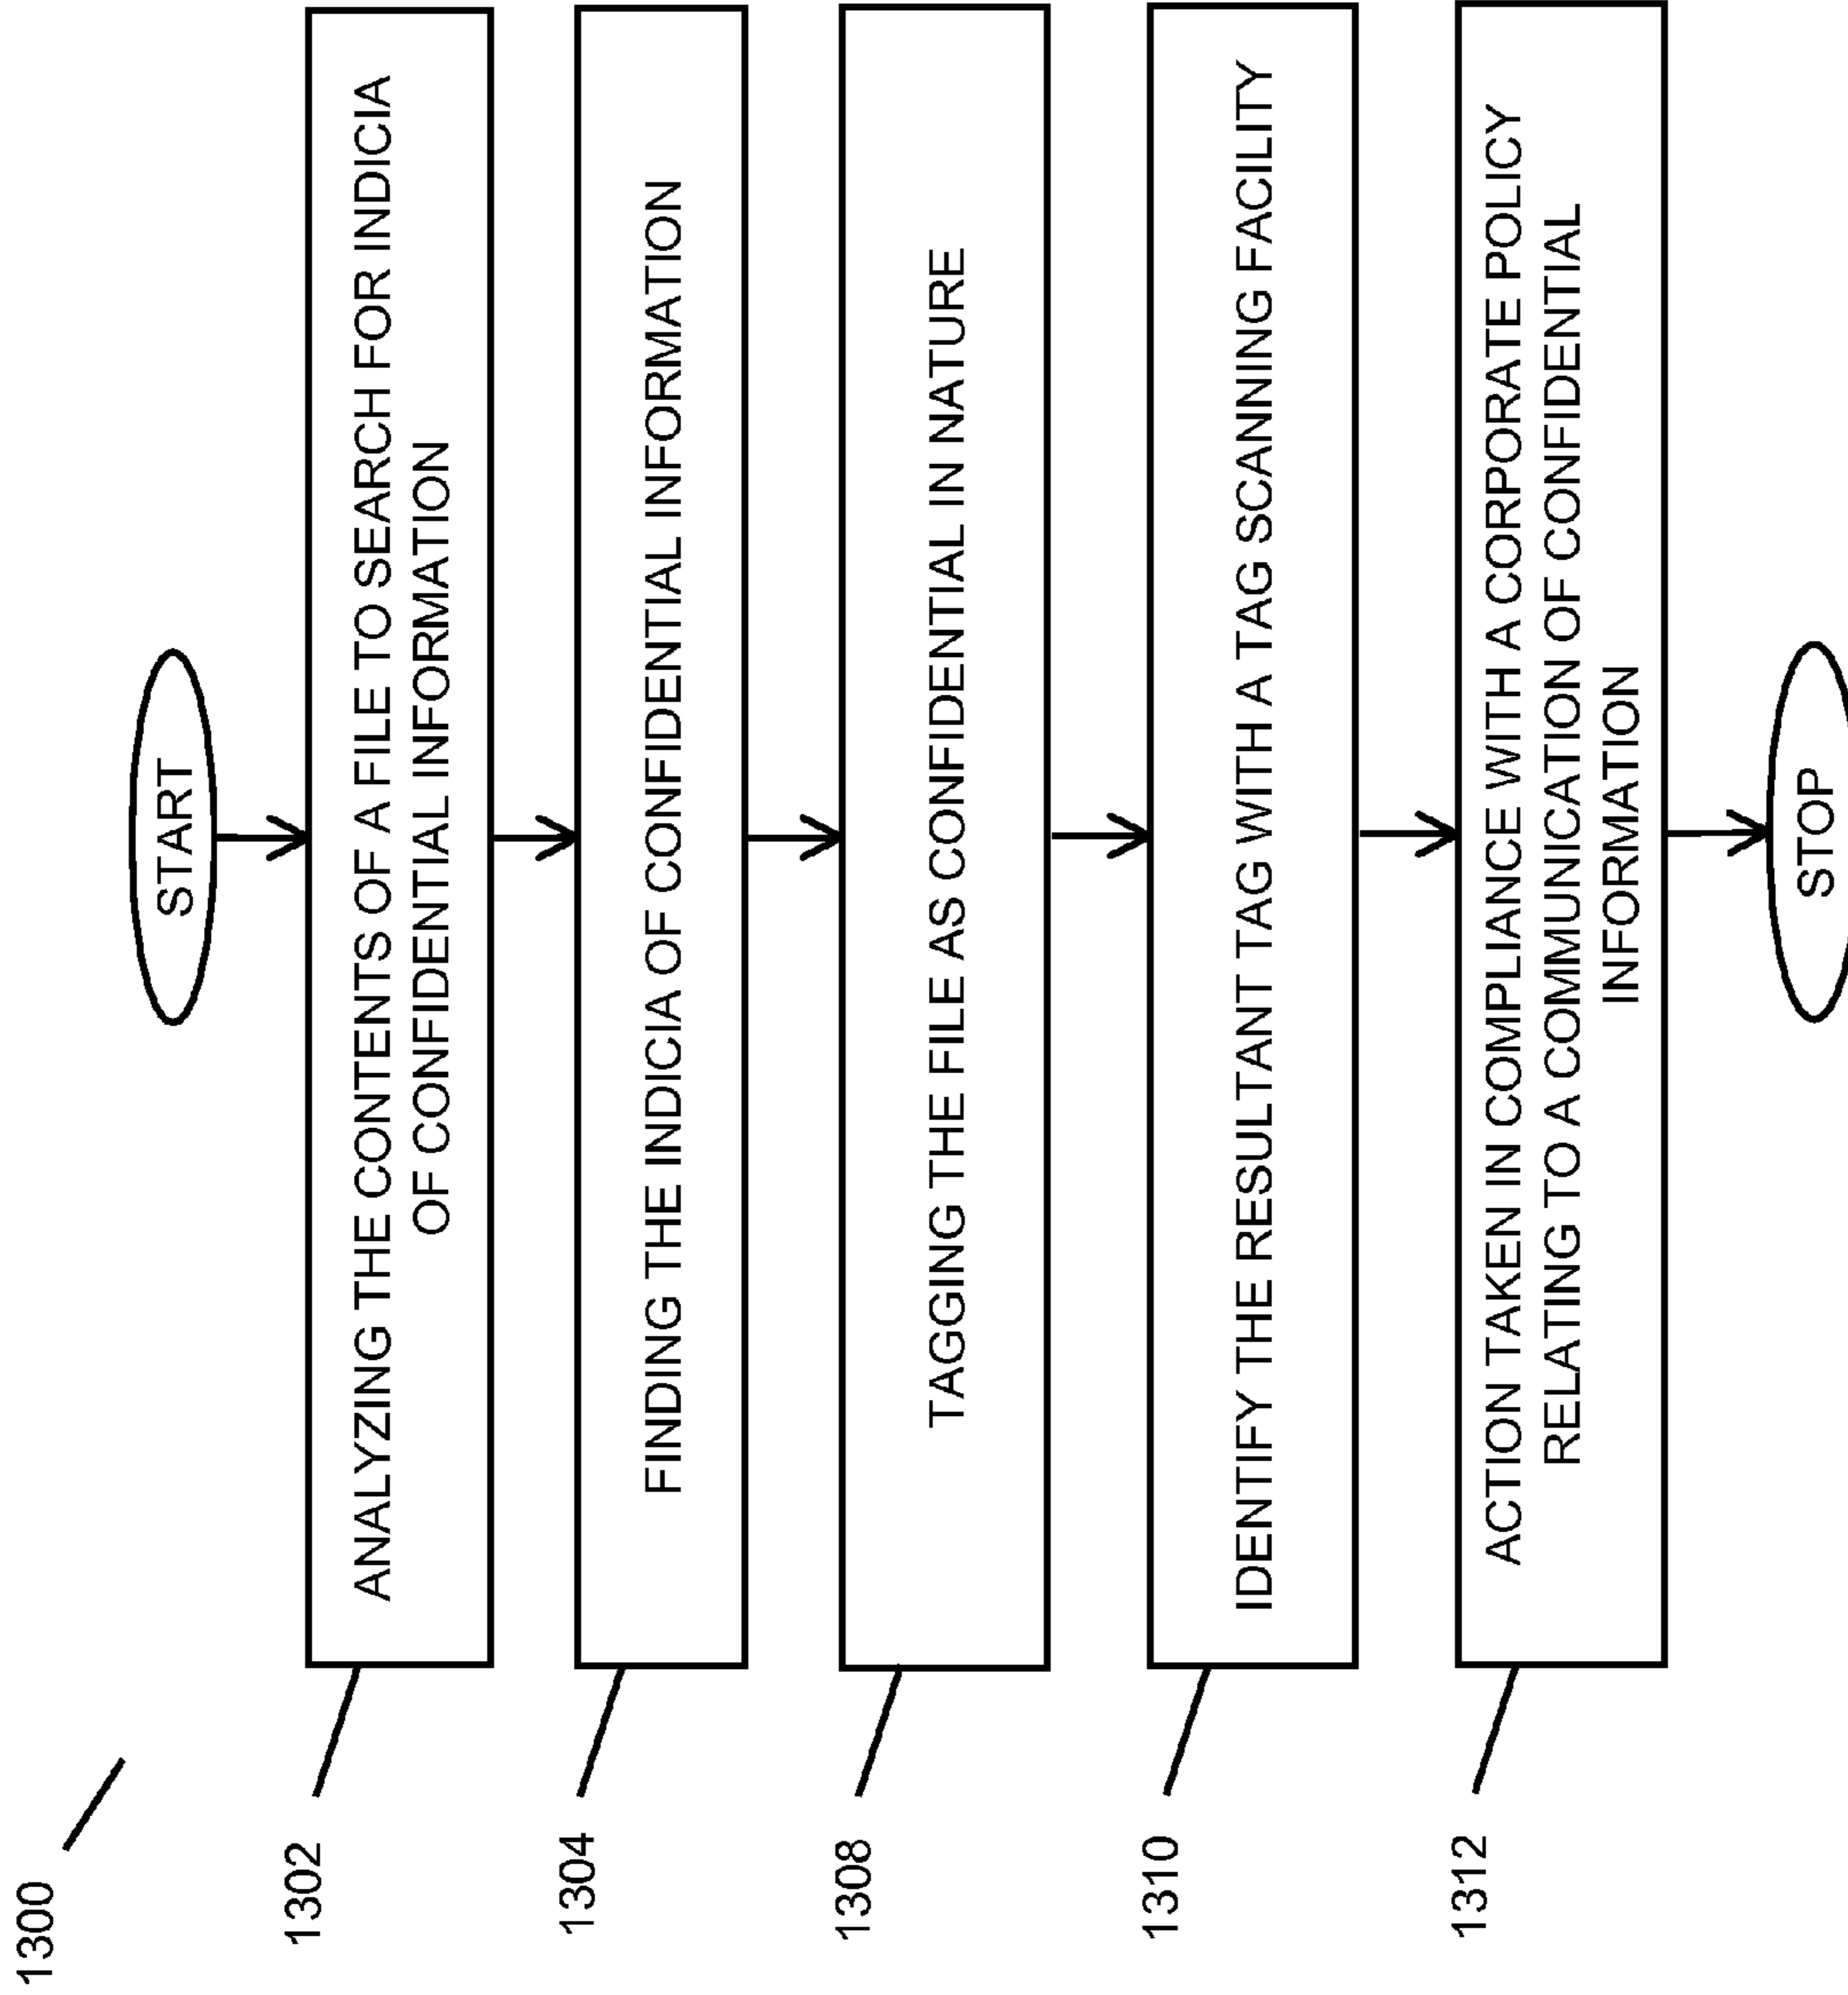 1300
START
1302
ANALYZING THE CONTENTS OF A FILE TO SEARCH FOR INDICIA
OF CONFIDENTIAL INFORMATION
1304
FINDING THE INDICIA OF CONFIDENTIAL INFORMATION
1308
TAGGING THE FILE AS CONFIDENTIAL IN NATURE
1310
IDENTIFY THE RESULTANT TAG WITH A TAG SCANNING FACILITY
1312
ACTION TAKEN IN COMPLIANCE WITH A CORPORATE POLICY
RELATING TO A COMMUNICATION OF CONFIDENTIAL
INFORMATION
STOP